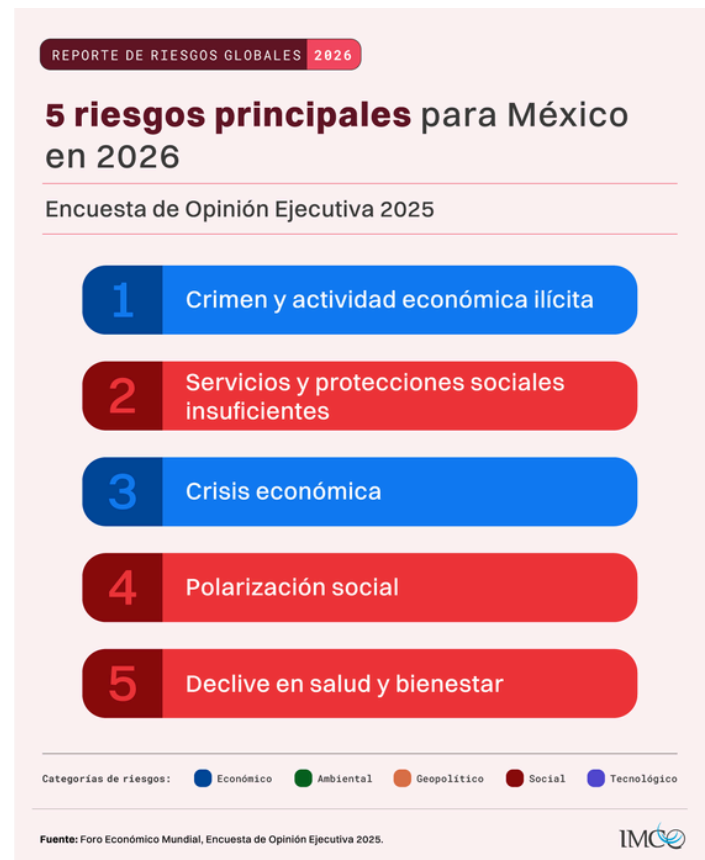 REPORTE DE RIESGOS GLOBALES 2026
5 riesgos principales para México
en 2026
Encuesta de Opinión Ejecutiva 2025
1 Crimen y actividad económica ilícita
2 Servicios y protecciones sociales
insuficientes
3 Crisis económica
4 Polarización social
5 Declive en salud y bienestar
Categorías de riesgos: Económico Ambiental Geopolítico Social Tecnológico
Fuente: Foro Económico Mundial, Encuesta de Opinión Ejecutiva 2025.
IMCO